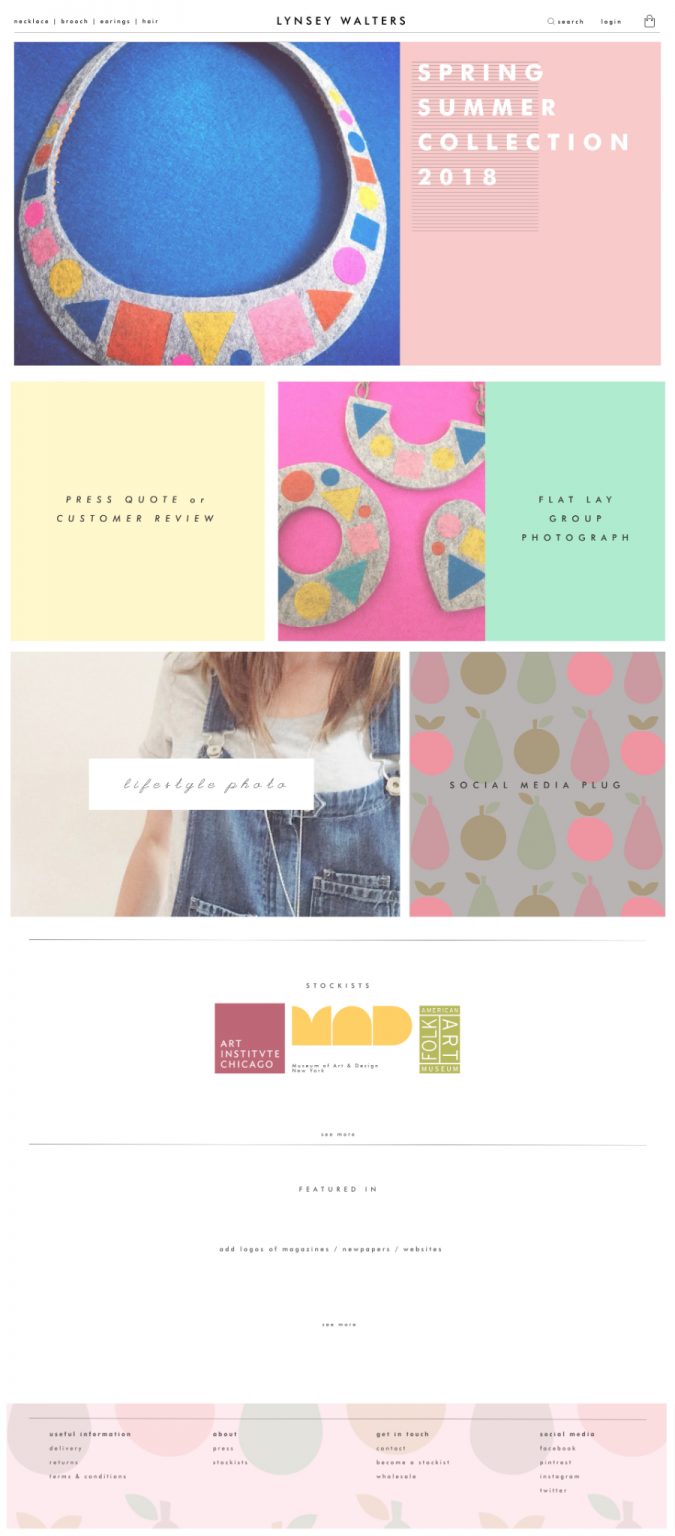 necklace | broach | earings | hair
LYNSEY WALTERS
search
login
SPRING
SUMMER
COLLECTION
2018
PRESS QUOTE or
CUSTOMER REVIEW
FLAT LAY
GROUP
PHOTOGRAPH
lifestyle photo
SOCIAL MEDIA PLUG
STOCKISTS
ART
INSTITVTE
CHICAGO
MAD
Museum of Art & Design
New York
AMERICAN
FOLK
ART
MUSEUM
see more
FEATURED IN
add logos of magazines / newpapers / websites
see more
useful information
delivery
returns
terms & conditions
about
press
stockists
get in touch
contact
become a stockist
wholesale
social media
facebook
pintrest
instagram
twitter